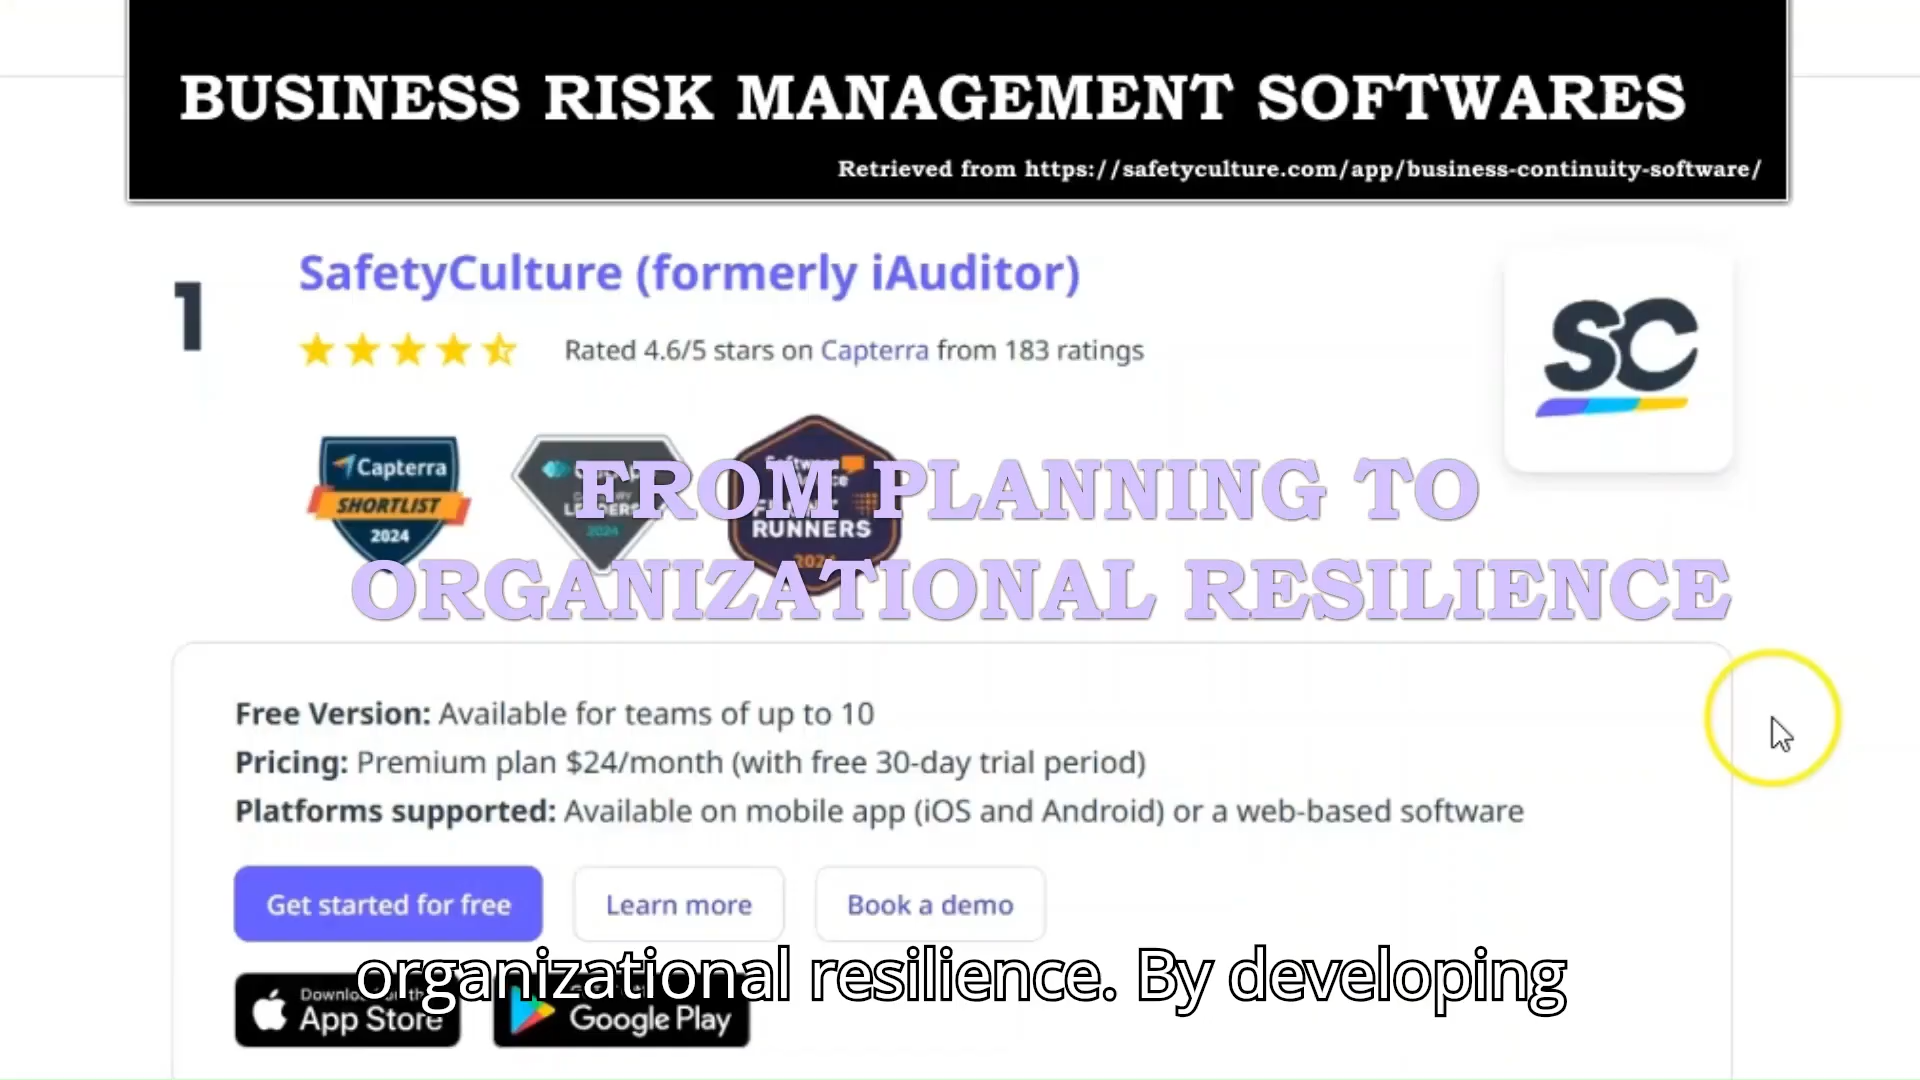 BUSINESS RISK MANAGEMENT SOFTWARES
Retrieved from https://safetyculture.com/app/business-continuity-software/
1
SafetyCulture (formerly iAuditor)
Rated 4.6/5 stars on Capterra from 183 ratings
SC
Capterra
SHORTLIST
2024
LEADERS
2024
Software
RUNNERS
2024
FROM PLANNING TO
ORGANIZATIONAL RESILIENCE
Free Version: Available for teams of up to 10
Pricing: Premium plan $24/month (with free 30-day trial period)
Platforms supported: Available on mobile app (iOS and Android) or a web-based software
Get started for free
Learn more
Book a demo
organizational resilience. By developing
App Store
Google Play